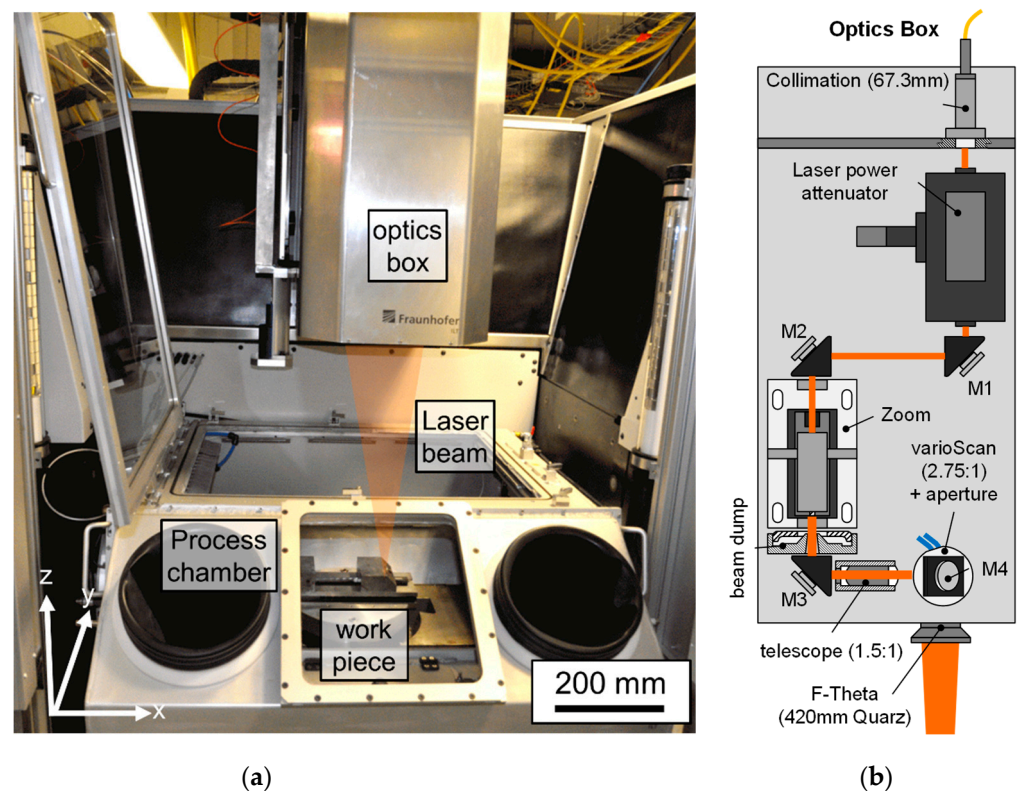 optics
box
Fraunhofer
ILT
Laser
beam
Process
chamber
work
piece
z
y
x
200 mm
(a)
Optics Box
Collimation (67.3mm)
Laser power
attenuator
M2
M1
Zoom
varioScan
(2.75:1)
+ aperture
beam dump
M4
M3
telescope (1.5:1)
F-Theta
(420mm Quarz)
(b)